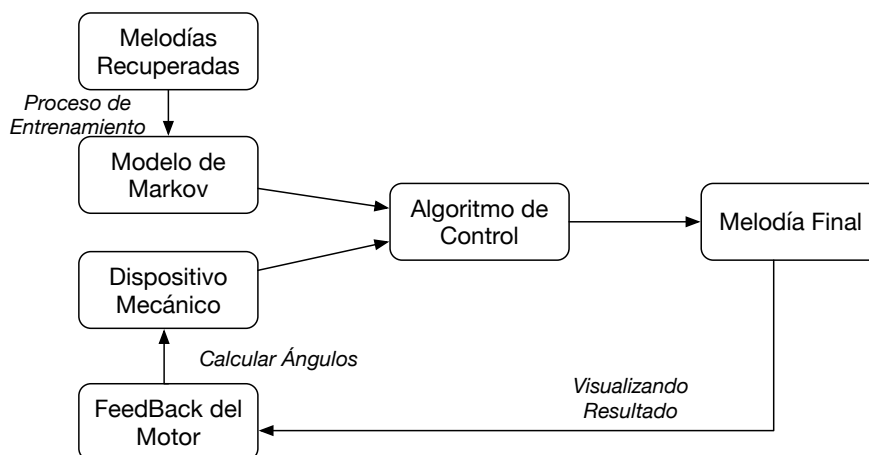 Melodías
Recuperadas
Proceso de
Entrenamiento
Modelo de
Markov
Algoritmo de
Control
Melodía Final
Dispositivo
Mecánico
Calcular Ángulos
FeedBack del
Motor
Visualizando
Resultado